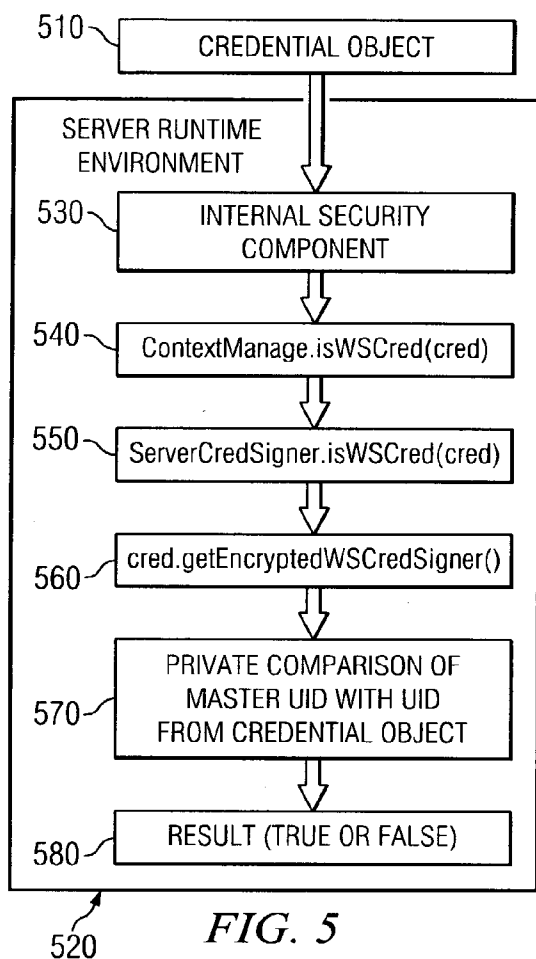 510
CREDENTIAL OBJECT
SERVER RUNTIME
ENVIRONMENT
530
INTERNAL SECURITY
COMPONENT
540
ContextManage.isWSCred(cred)
550
ServerCredSigner.isWSCred(cred)
560
cred.getEncryptedWSCredSigner()
570
PRIVATE COMPARISON OF
MASTER UID WITH UID
FROM CREDENTIAL OBJECT
580
RESULT (TRUE OR FALSE)
520
FIG. 5